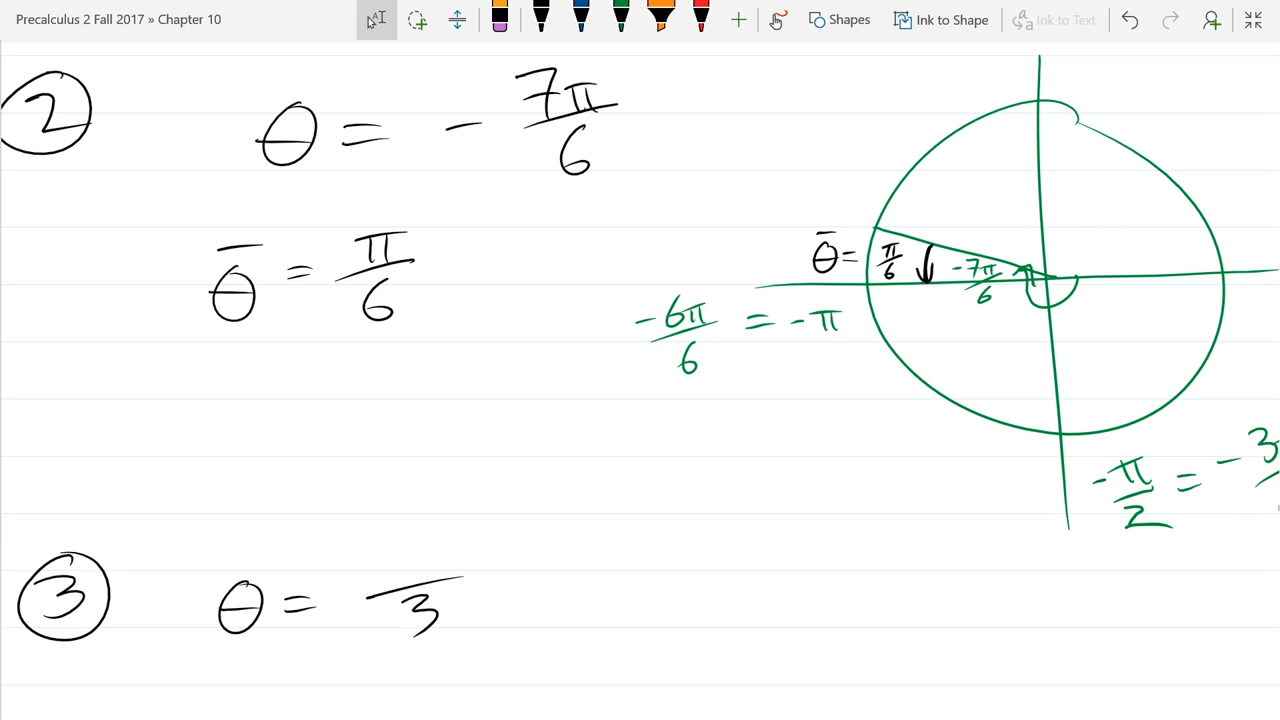 Precalculus 2 Fall 2017 » Chapter 10
Shapes
Ink to Shape
Ink to Text
② θ = - 7π/6
θ̄ = π/6
θ̄ = π/6
-7π/6
-6π/6 = -π
-π/2 = -3
③ θ = /3